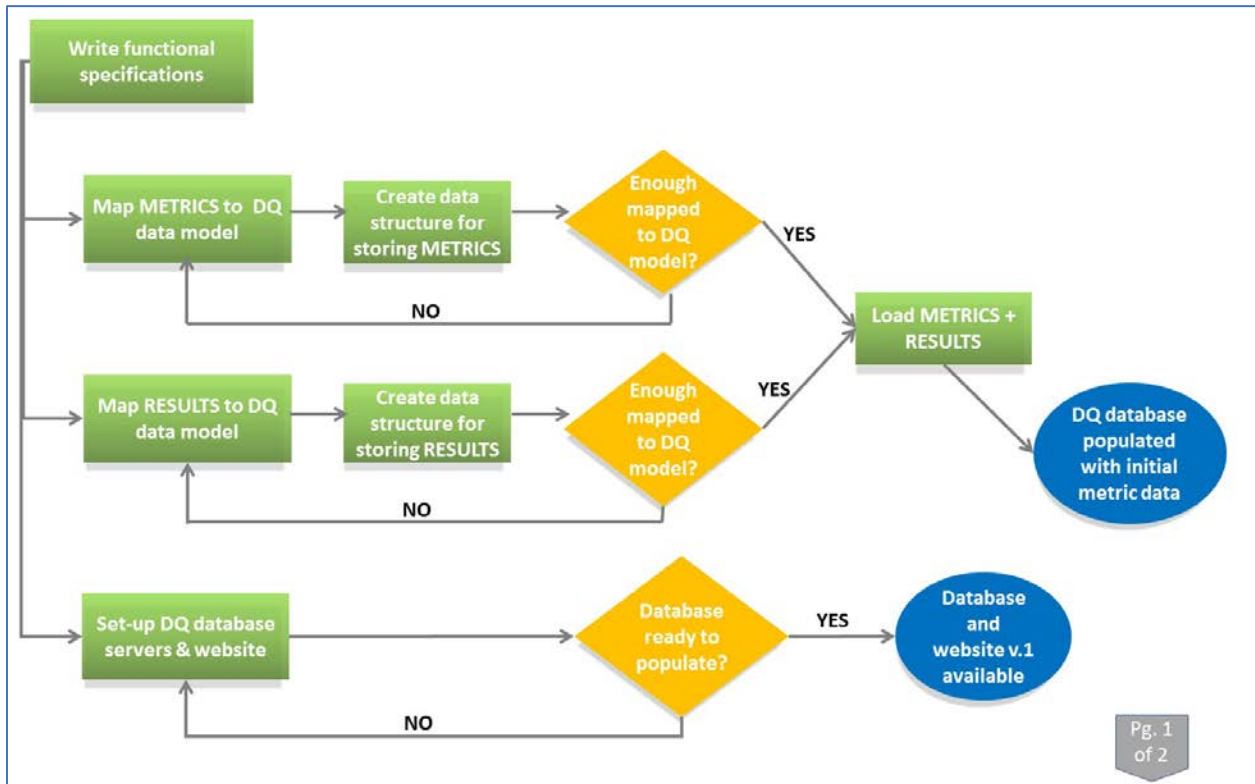 Write functional
specifications
Map METRICS to DQ
data model
Create data
structure for
storing METRICS
Enough
mapped
to DQ
model?
YES
NO
Load METRICS +
RESULTS
Map RESULTS to DQ
data model
Create data
structure for
storing RESULTS
Enough
mapped
to DQ
model?
YES
NO
DQ database
populated
with initial
metric data
Set-up DQ database
servers & website
Database
ready to
populate?
YES
NO
Database
and
website v.1
available
Pg. 1
of 2